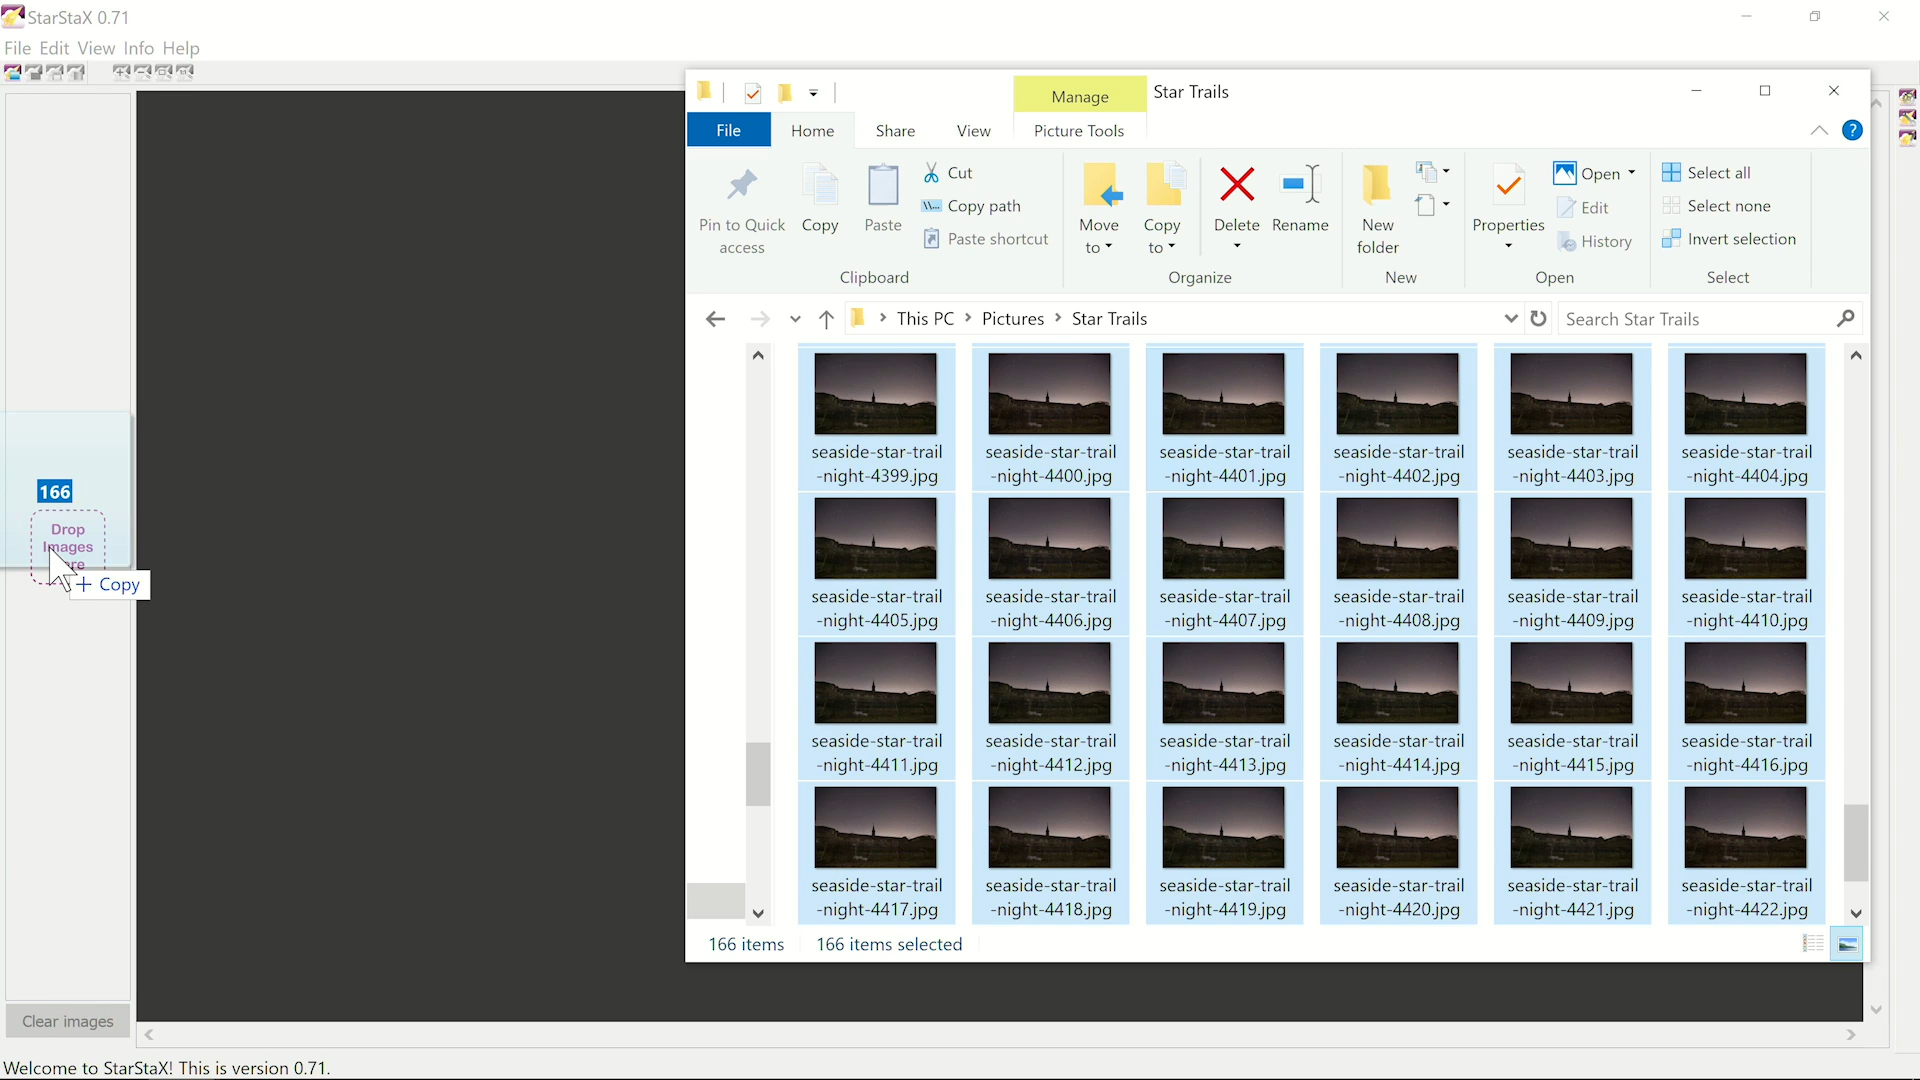 StarStaX 0.71
File Edit View Info Help
166
Drop
Images
+ Copy
Clear images
Welcome to StarStaX! This is version 0.71.
Manage
Star Trails
File
Home
Share
View
Picture Tools
?
Pin to Quick
access
Copy
Paste
Cut
Copy path
Paste shortcut
Clipboard
Move
to
Copy
to
Delete
Rename
Organize
New
folder
New
Properties
Open
Edit
History
Open
Select all
Select none
Invert selection
Select
This PC > Pictures > Star Trails
Search Star Trails
seaside-star-trail
-night-4399.jpg
seaside-star-trail
-night-4400.jpg
seaside-star-trail
-night-4401.jpg
seaside-star-trail
-night-4402.jpg
seaside-star-trail
-night-4403.jpg
seaside-star-trail
-night-4404.jpg
seaside-star-trail
-night-4405.jpg
seaside-star-trail
-night-4406.jpg
seaside-star-trail
-night-4407.jpg
seaside-star-trail
-night-4408.jpg
seaside-star-trail
-night-4409.jpg
seaside-star-trail
-night-4410.jpg
seaside-star-trail
-night-4411.jpg
seaside-star-trail
-night-4412.jpg
seaside-star-trail
-night-4413.jpg
seaside-star-trail
-night-4414.jpg
seaside-star-trail
-night-4415.jpg
seaside-star-trail
-night-4416.jpg
seaside-star-trail
-night-4417.jpg
seaside-star-trail
-night-4418.jpg
seaside-star-trail
-night-4419.jpg
seaside-star-trail
-night-4420.jpg
seaside-star-trail
-night-4421.jpg
seaside-star-trail
-night-4422.jpg
166 items
166 items selected